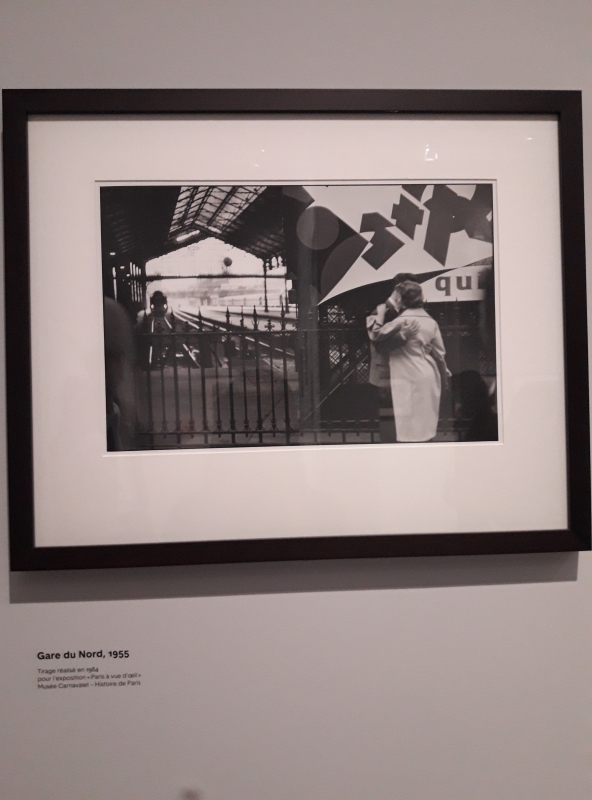 qui
Gare du Nord, 1955
Tirage réalisé en 1984
pour l'exposition «Paris à vue d'œil»
Musée Carnavalet - Histoire de Paris